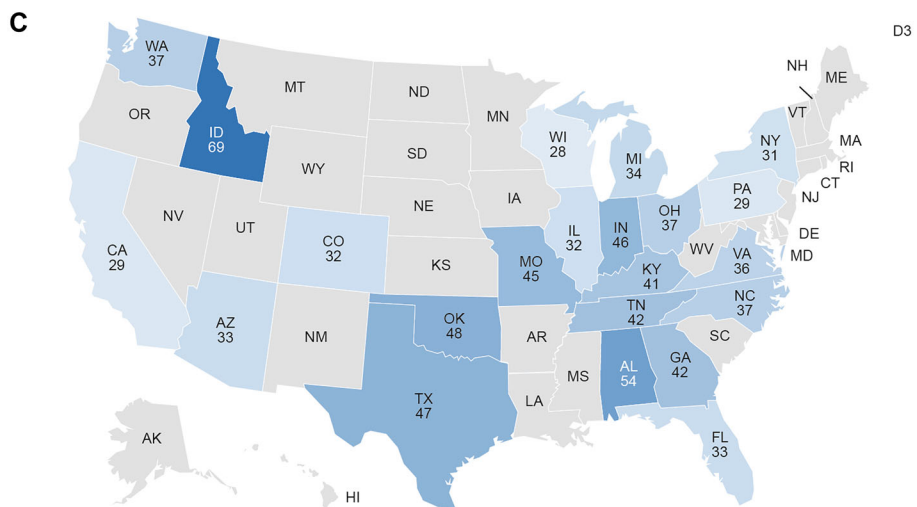 C
D3
WA
37
MT
ND
MN
NH
ME
VT
OR
ID
69
WI
28
MI
34
NY
31
MA
RI
CT
NJ
SD
WY
IA
PA
29
NE
NV
UT
CO
32
IL
32
IN
46
OH
37
WV
DE
MD
VA
36
CA
29
KS
MO
45
KY
41
NC
37
TN
42
AZ
33
NM
OK
48
AR
SC
MS
AL
54
GA
42
TX
47
LA
FL
33
AK
HI